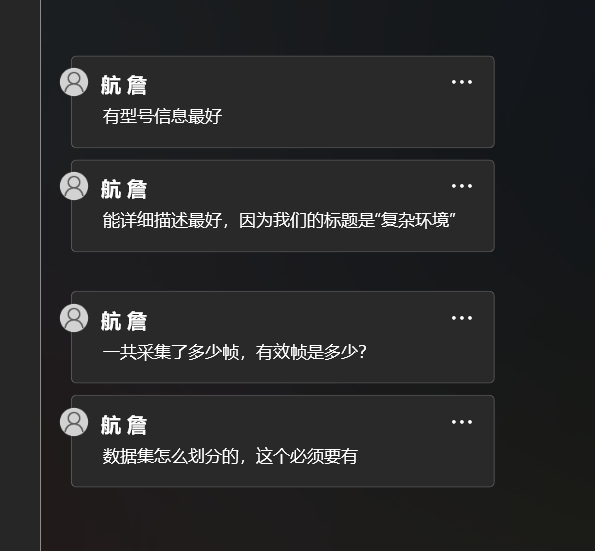 航 詹
有型号信息最好
航 詹
能详细描述最好，因为我们的标题是“复杂环境”
航 詹
一共采集了多少帧，有效帧是多少？
航 詹
数据集怎么划分的，这个必须要有